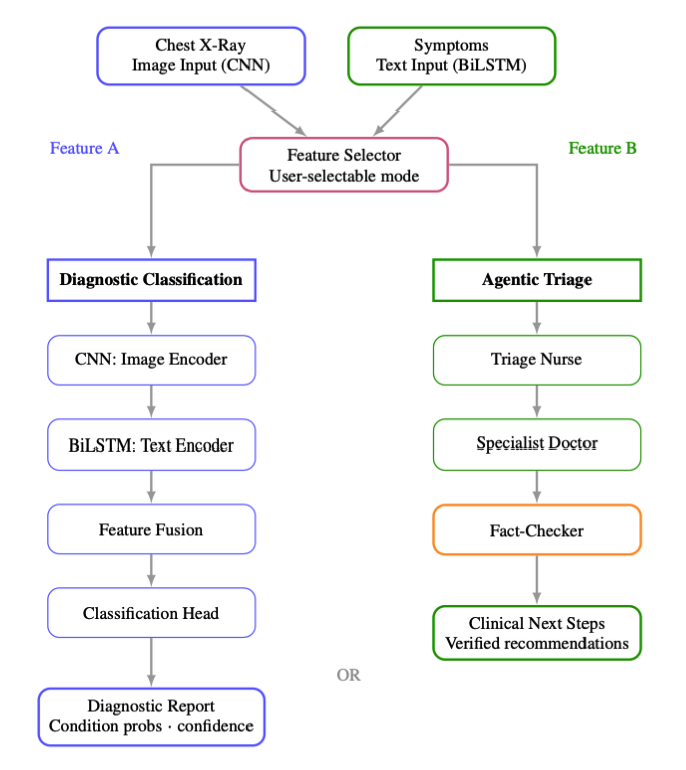 Chest X-Ray
Image Input (CNN)
Symptoms
Text Input (BiLSTM)
Feature A
Feature Selector
User-selectable mode
Feature B
Diagnostic Classification
Agentic Triage
CNN: Image Encoder
Triage Nurse
BiLSTM: Text Encoder
Specialist Doctor
Feature Fusion
Fact-Checker
Classification Head
Clinical Next Steps
Verified recommendations
OR
Diagnostic Report
Condition probs · confidence